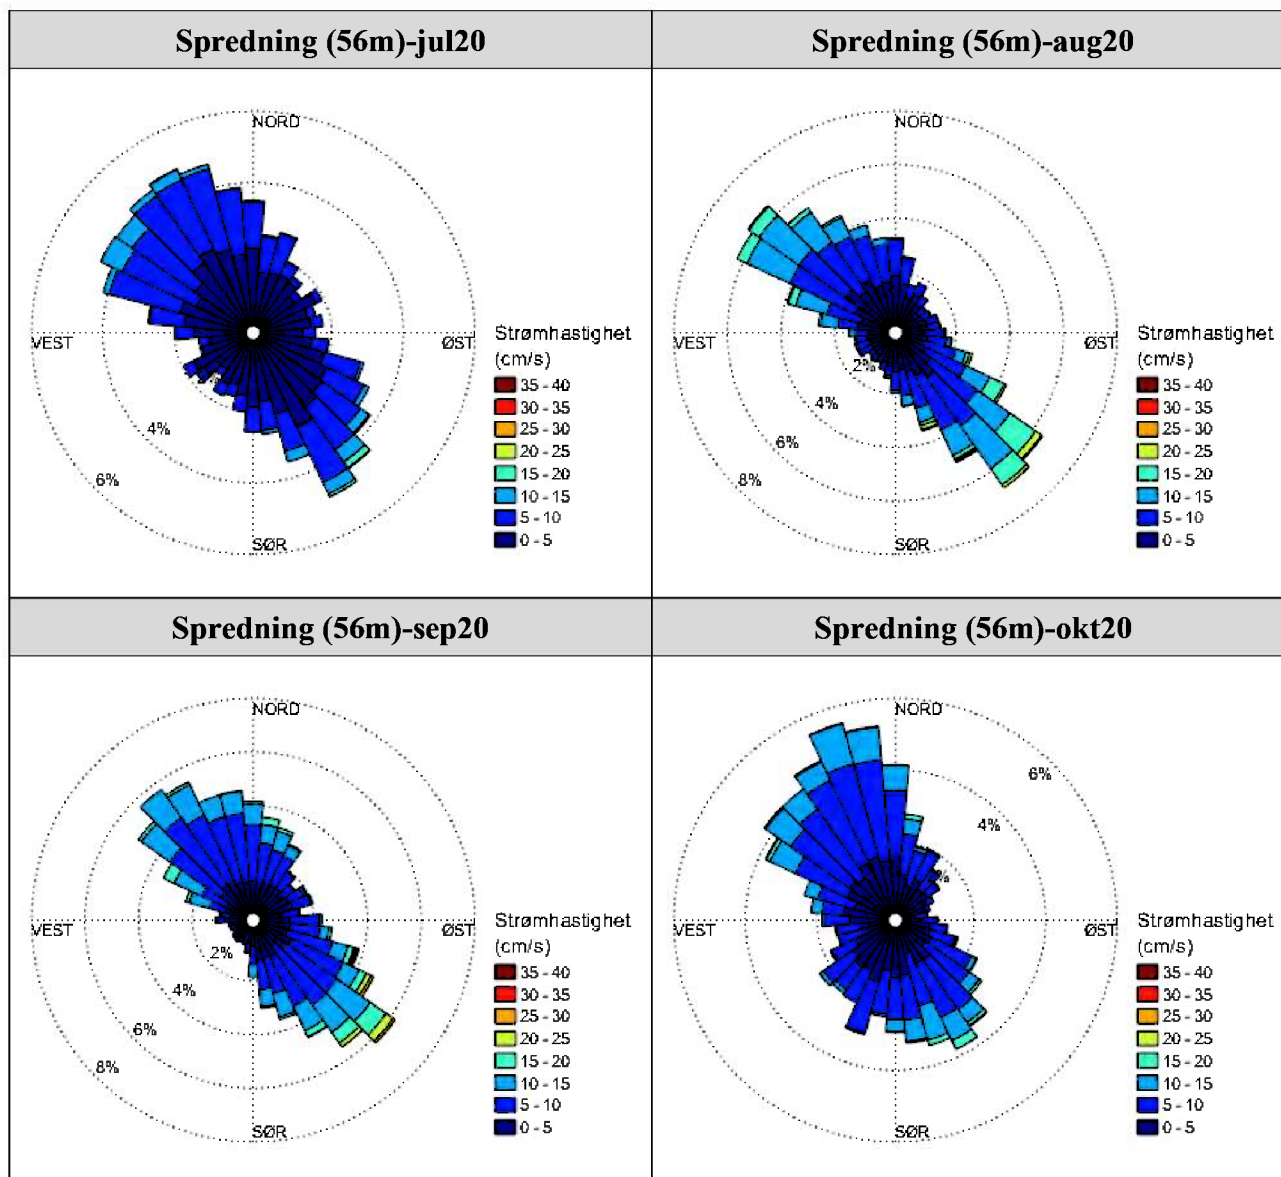 Spredning (56m)-jul20
NORD
VEST
ØST
SØR
4%
6%
Strømhastighet
(cm/s)
35 - 40
30 - 35
25 - 30
20 - 25
15 - 20
10 - 15
5 - 10
0 - 5
Spredning (56m)-aug20
NORD
VEST
ØST
SØR
2%
4%
6%
8%
Strømhastighet
(cm/s)
35 - 40
30 - 35
25 - 30
20 - 25
15 - 20
10 - 15
5 - 10
0 - 5
Spredning (56m)-sep20
NORD
VEST
ØST
SØR
2%
4%
6%
8%
Strømhastighet
(cm/s)
35 - 40
30 - 35
25 - 30
20 - 25
15 - 20
10 - 15
5 - 10
0 - 5
Spredning (56m)-okt20
NORD
6%
4%
VEST
ØST
SØR
Strømhastighet
(cm/s)
35 - 40
30 - 35
25 - 30
20 - 25
15 - 20
10 - 15
5 - 10
0 - 5